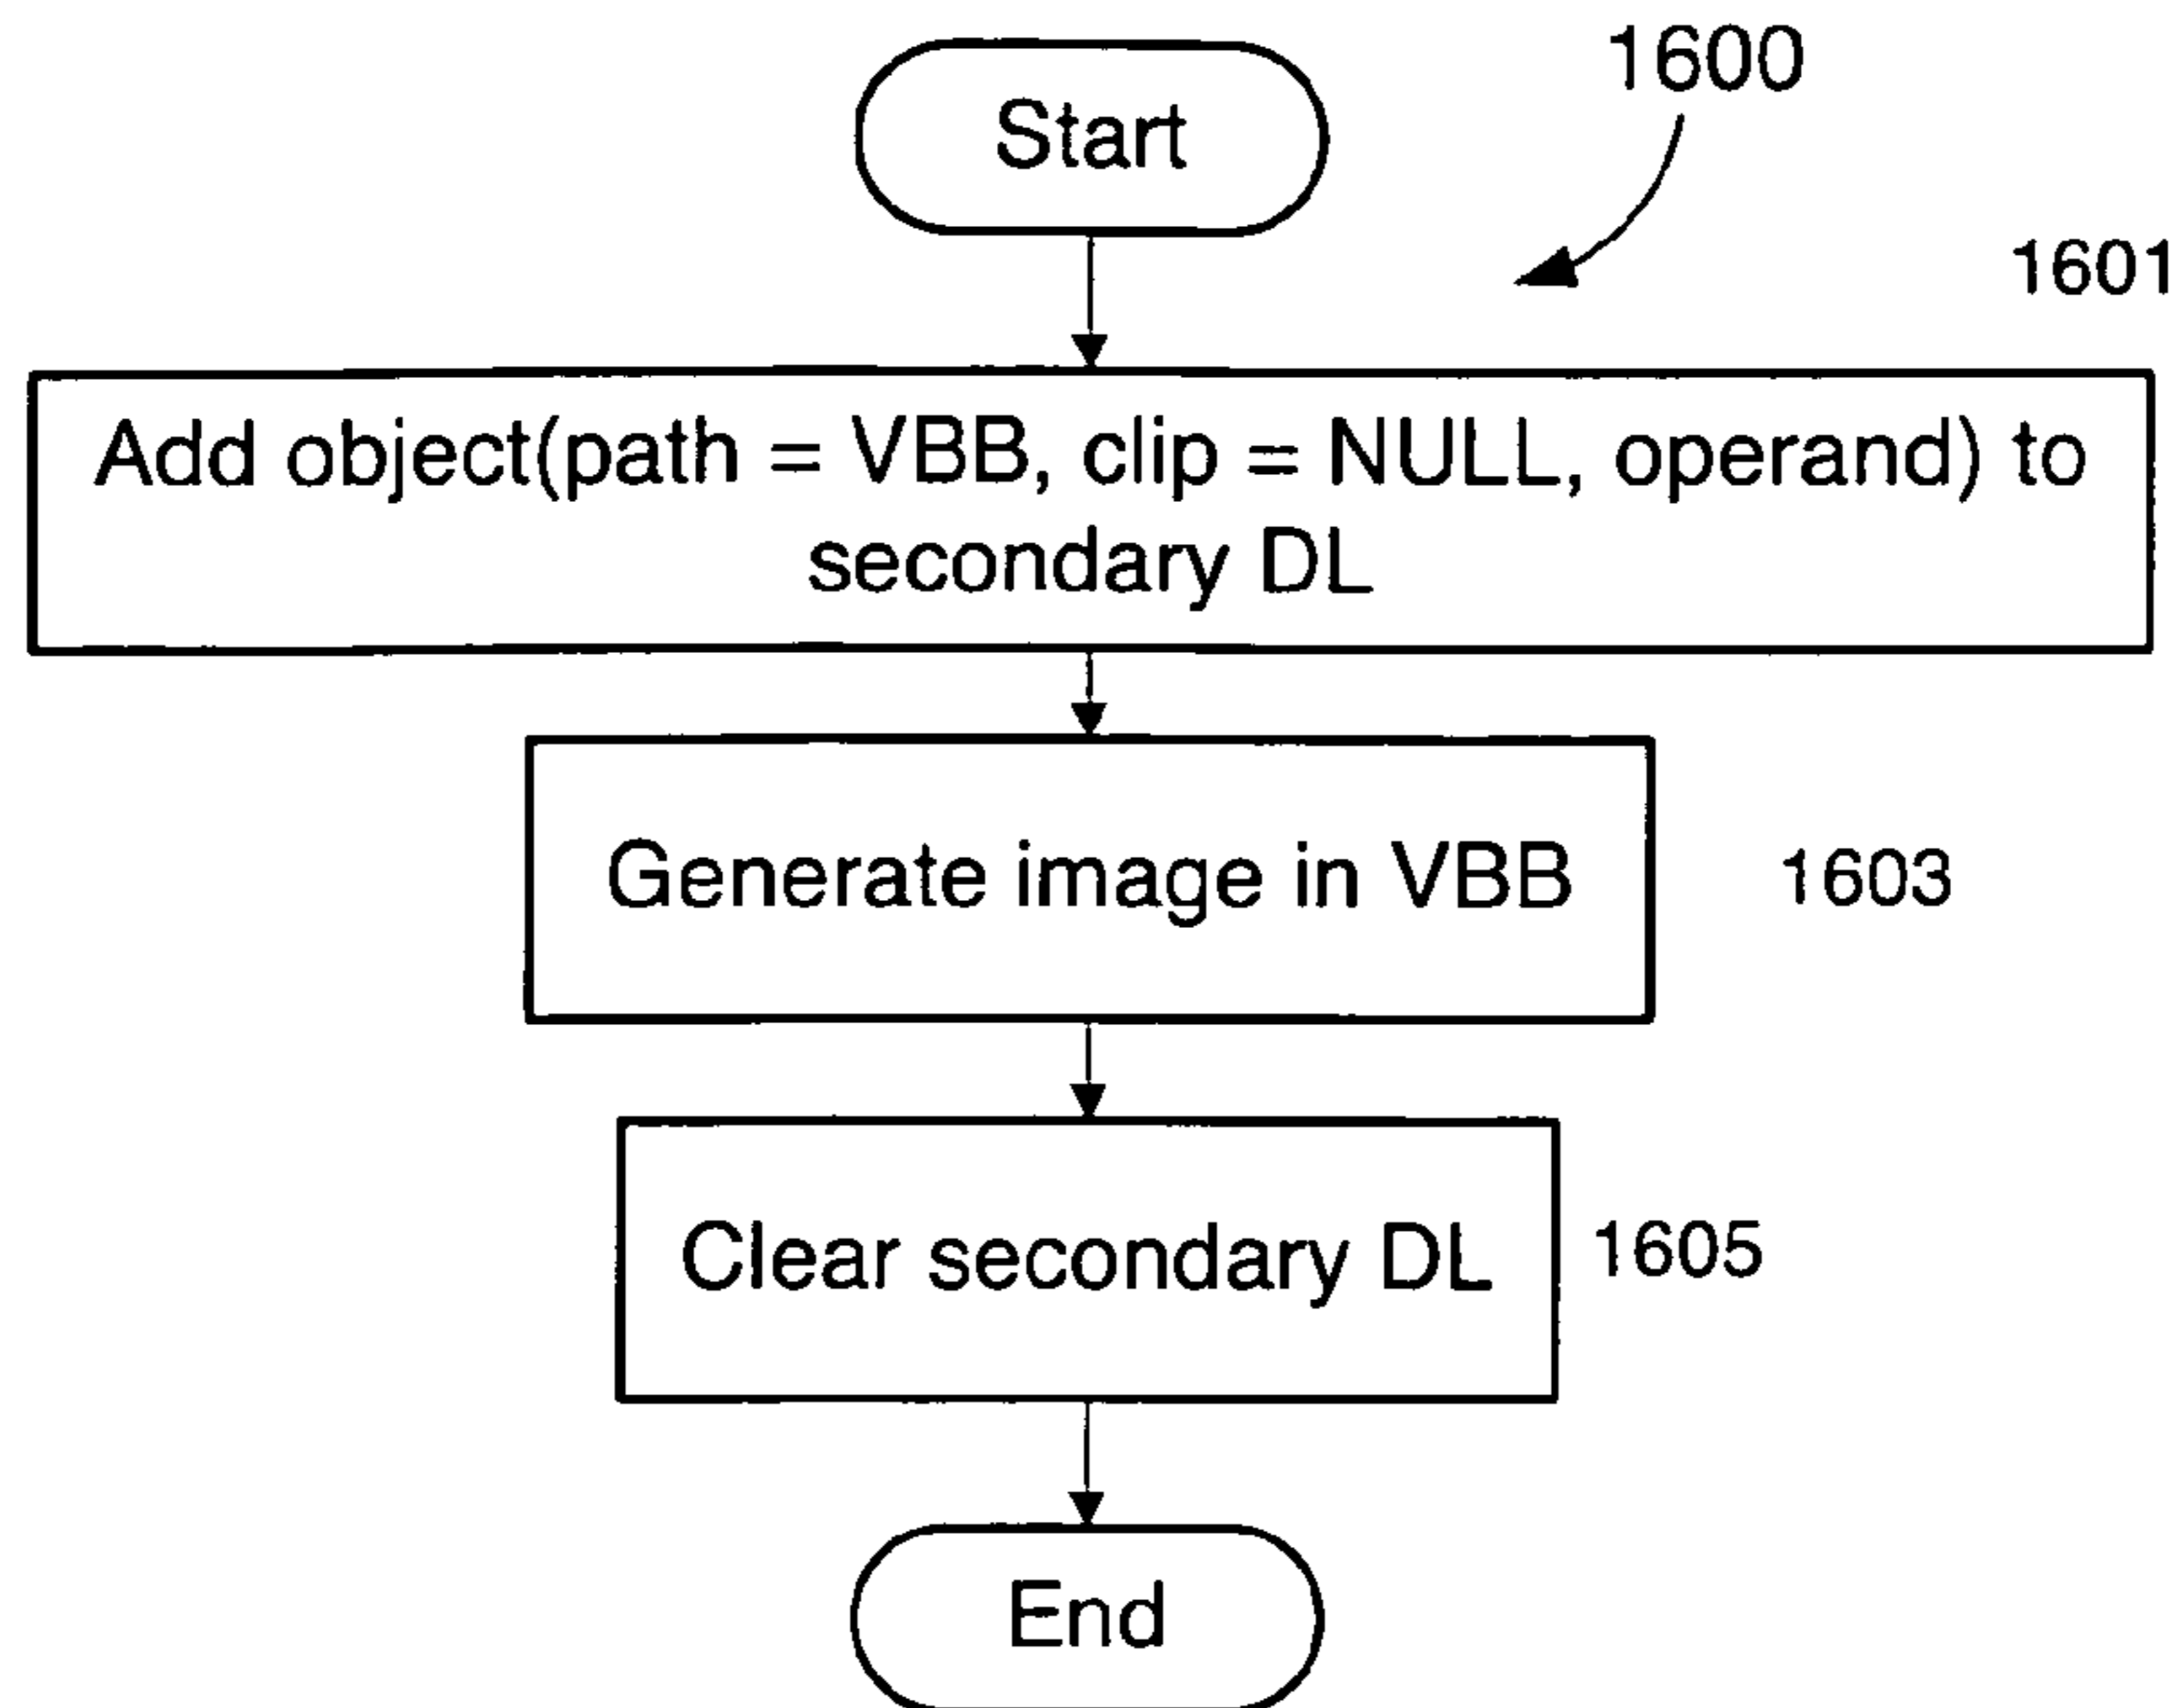 Start
1600
1601
Add object(path = VBB, clip = NULL, operand) to
secondary DL
Generate image in VBB
1603
Clear secondary DL
1605
End